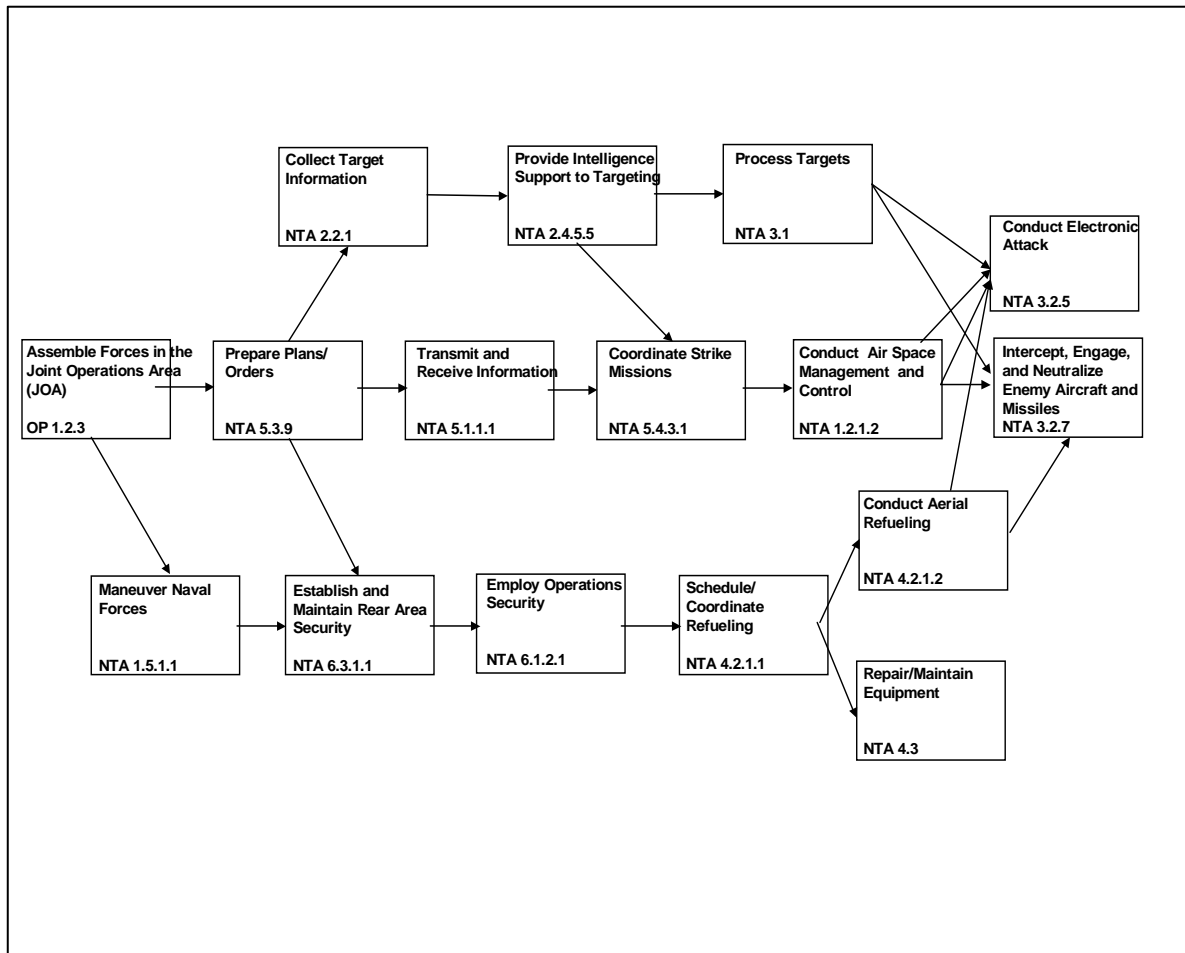 Collect Target
Information
NTA 2.2.1
Provide Intelligence
Support to Targeting
NTA 2.4.5.5
Process Targets
NTA 3.1
Conduct Electronic
Attack
NTA 3.2.5
Assemble Forces in the
Joint Operations Area
(JOA)
OP 1.2.3
Prepare Plans/
Orders
NTA 5.3.9
Transmit and
Receive Information
NTA 5.1.1.1
Coordinate Strike
Missions
NTA 5.4.3.1
Conduct Air Space
Management and
Control
NTA 1.2.1.2
Intercept, Engage,
and Neutralize
Enemy Aircraft and
Missiles
NTA 3.2.7
Conduct Aerial
Refueling
NTA 4.2.1.2
Maneuver Naval
Forces
NTA 1.5.1.1
Establish and
Maintain Rear Area
Security
NTA 6.3.1.1
Employ Operations
Security
NTA 6.1.2.1
Schedule/
Coordinate
Refueling
NTA 4.2.1.1
Repair/Maintain
Equipment
NTA 4.3